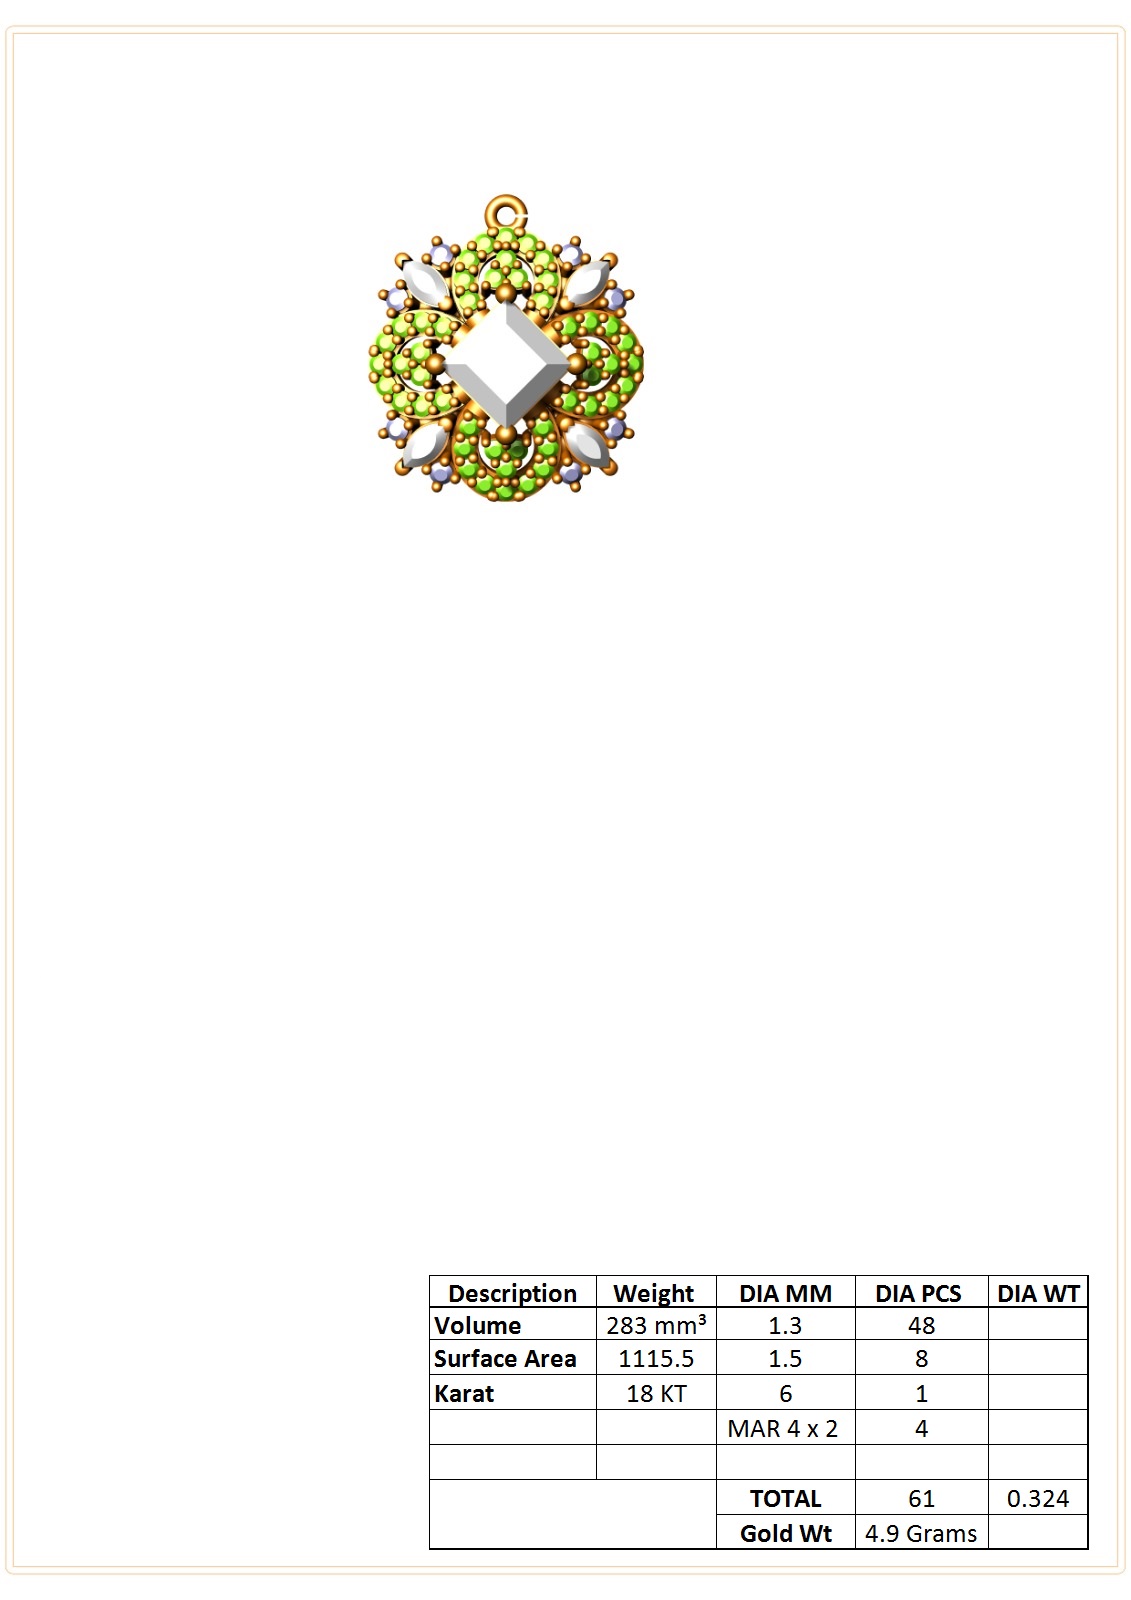 Description Weight DIA MM DIA PCS DIA WT
Volume 283 mm³ 1.3 48
Surface Area 1115.5 1.5 8
Karat 18 KT 6 1
MAR 4 x 2 4
TOTAL 61 0.324
Gold Wt 4.9 Grams